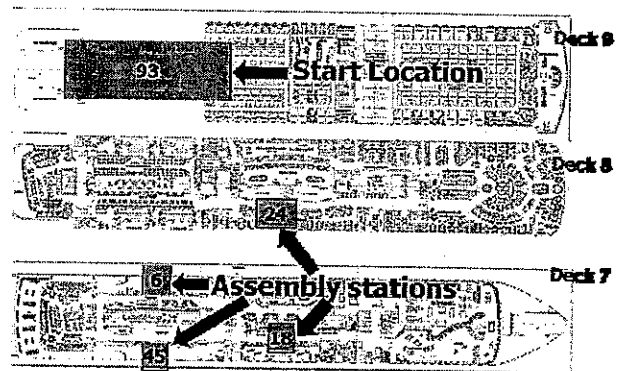 Deck 9
93
Start Location
Deck 8
24
Deck 7
6
Assembly stations
45
18